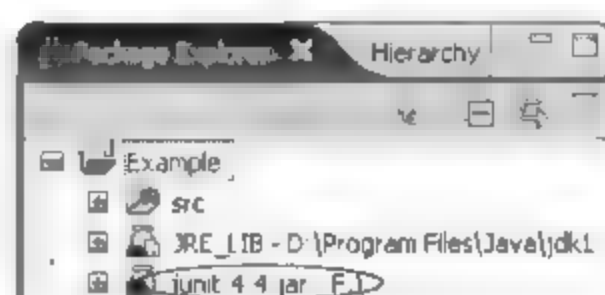 Package Explorer Hierarchy
Example
src
JRE_LIB - D:\Program Files\Java\jdk1
junit 4 4 jar